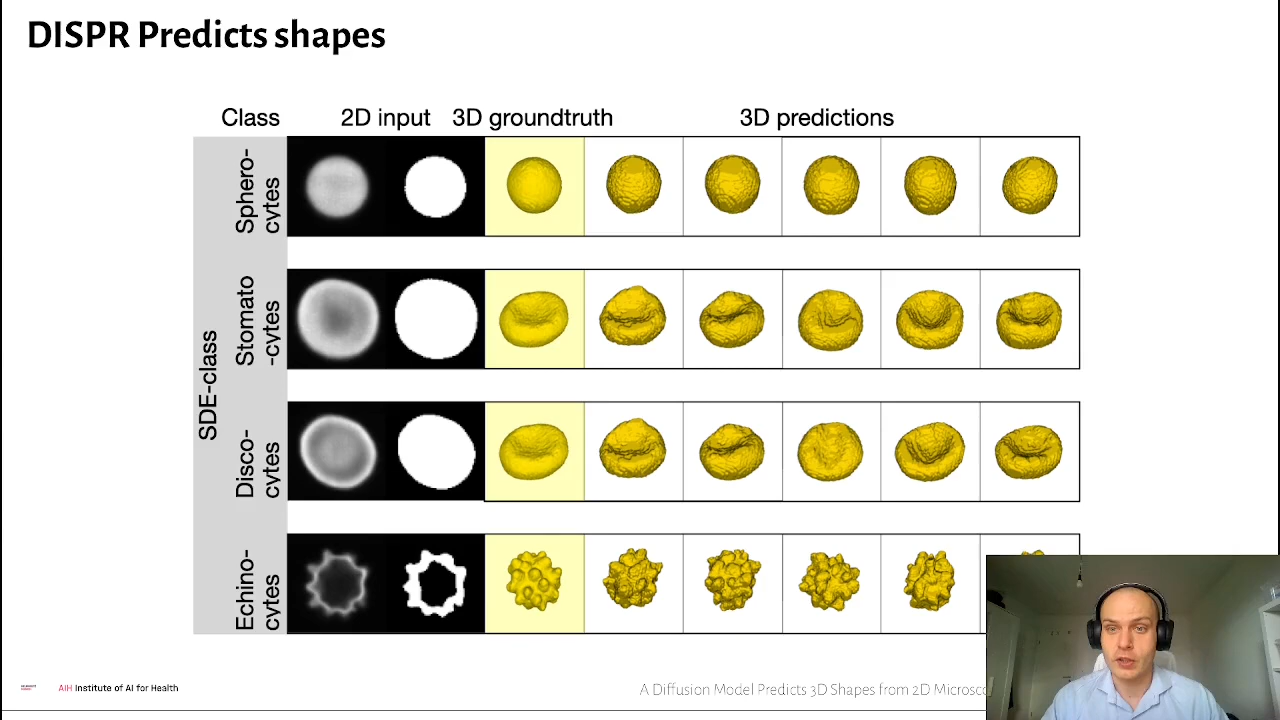 DISPR Predicts shapes
Class 2D input 3D groundtruth 3D predictions
SDE-class
Sphero-
cytes
Stomato
-cytes
Disco-
cytes
Echino-
cytes
AIH Institute of AI for Health
A Diffusion Model Predicts 3D Shapes from 2D